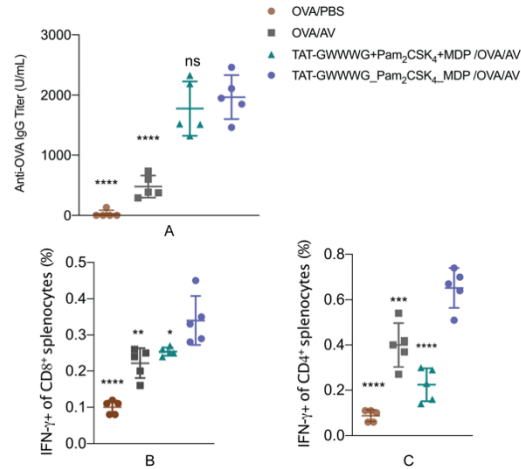 OVA/PBS
OVA/AV
TAT-GWWWG+Pam₂CSK₄+MDP /OVA/AV
TAT-GWWWG_Pam₂CSK₄_MDP /OVA/AV
Anti-OVA IgG Titer (U/mL)
3000
2000
1000
0
****
****
ns
A
IFN-γ+ of CD8⁺ splenocytes (%)
0.5
0.4
0.3
0.2
0.1
0.0
****
**
*
B
IFN-γ+ of CD4⁺ splenocytes (%)
0.8
0.6
0.4
0.2
0.0
****
***
****
C